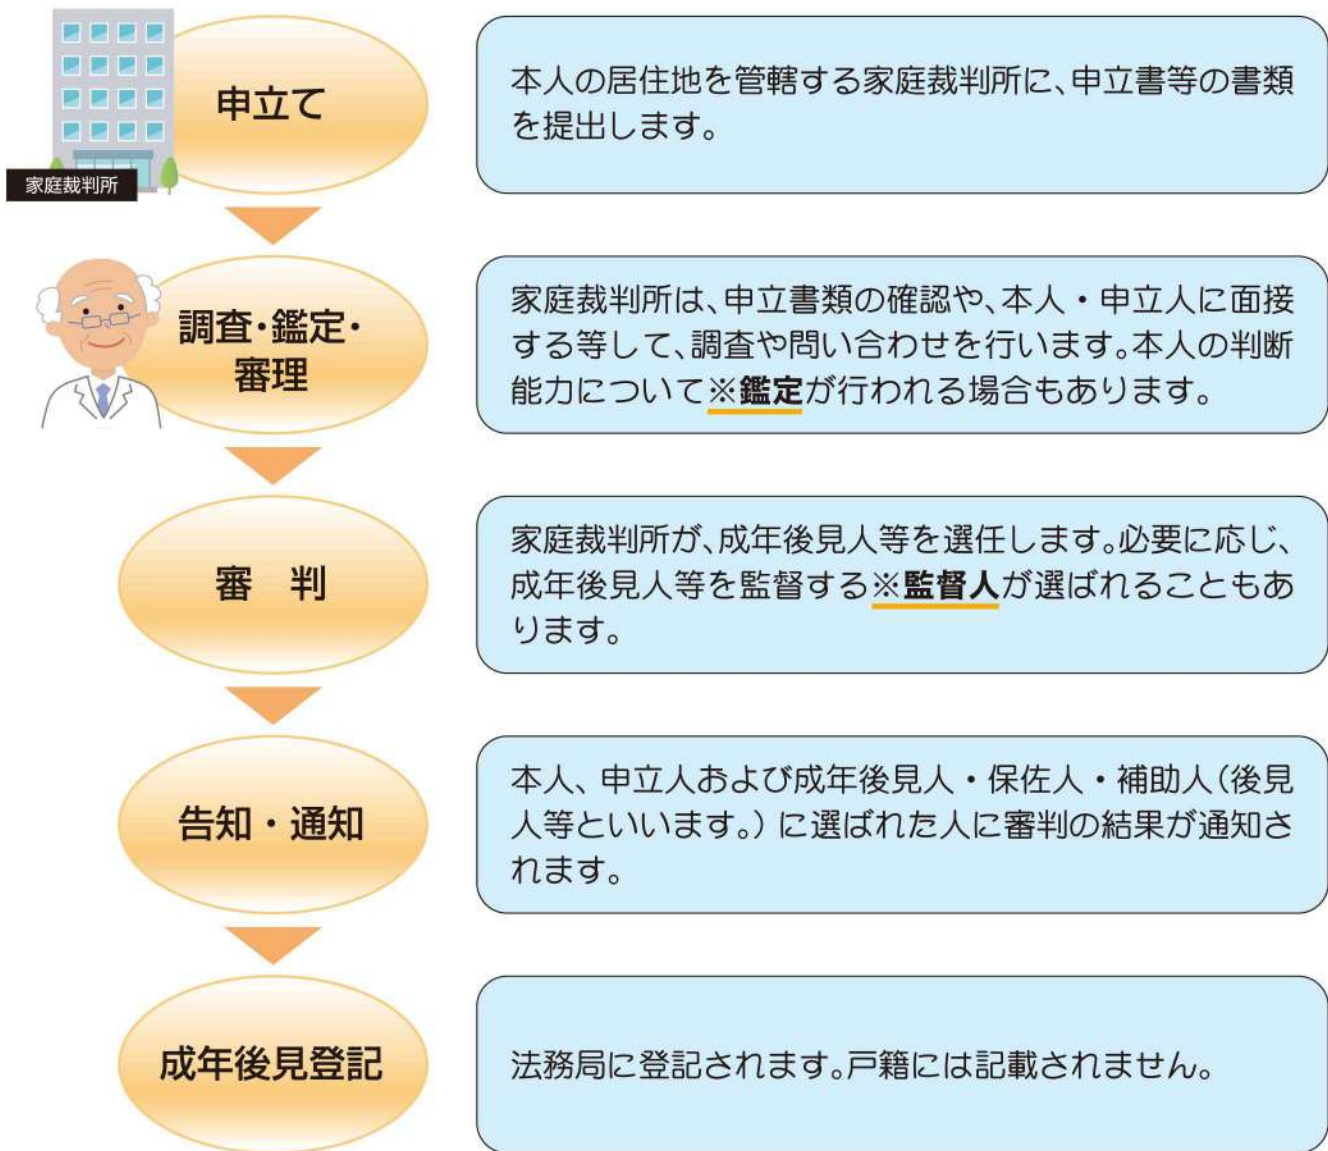 申立て
家庭裁判所
本人の居住地を管轄する家庭裁判所に、申立書等の書類
を提出します。
調査・鑑定・
審理
家庭裁判所は、申立書類の確認や、本人・申立人に面接
する等して、調査や問い合わせを行います。本人の判断
能力について※鑑定が行われる場合もあります。
審　判
家庭裁判所が、成年後見人等を選任します。必要に応じ、
成年後見人等を監督する※監督人が選ばれることもあ
ります。
告知・通知
本人、申立人および成年後見人・保佐人・補助人（後見
人等といいます。）に選ばれた人に審判の結果が通知さ
れます。
成年後見登記
法務局に登記されます。戸籍には記載されません。